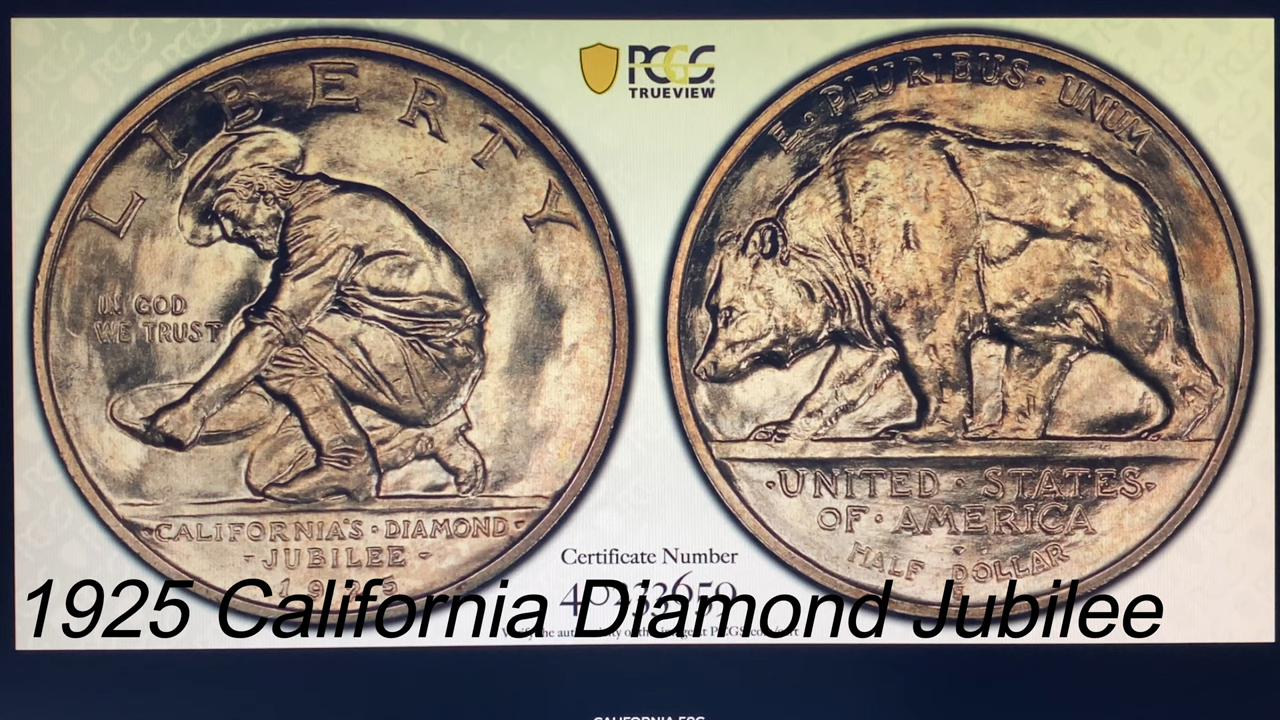 LIBERTY
IN GOD
WE TRUST
CALIFORNIA'S · DIAMOND
- JUBILEE -
1925
PCGS
TRUEVIEW
E · PLURIBUS · UNUM
·UNITED · STATES·
OF · AMERICA
HALF DOLLAR
Certificate Number
1925 California Diamond Jubilee